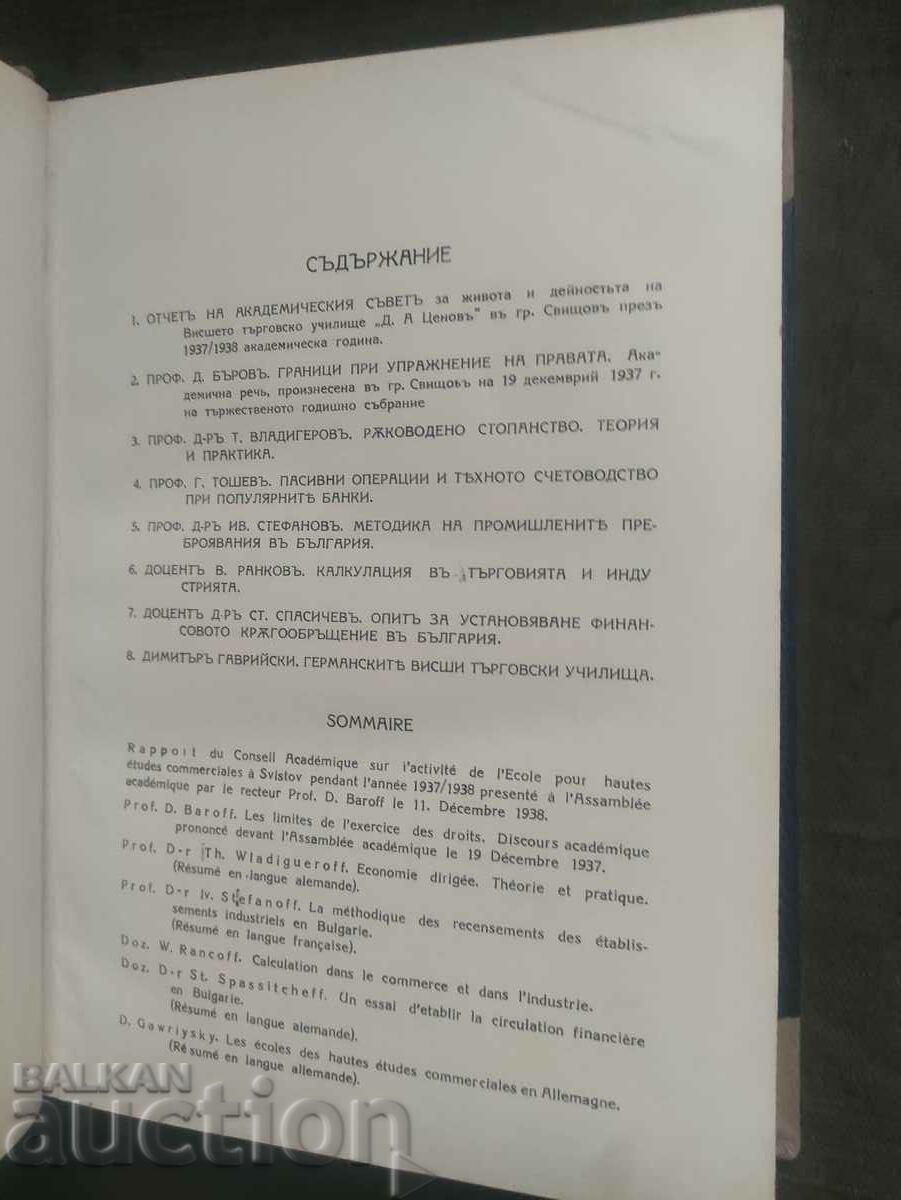 СЪДЪРЖАНИЕ
1. ОТЧЕТЪ НА АКАДЕМИЧЕСКИЯ СЪВЕТЪ за живота и дейностьта на
Висшето търговско училище „Д. А Ценовъ" въ гр. Свищовъ презъ
1937/1938 академическа година.
2. ПРОФ. Д. БЪРОВЪ. ГРАНИЦИ ПРИ УПРАЖНЕНИЕ НА ПРАВАТА. Ака-
демична речь, произнесена въ гр. Свищовъ на 19 декемврий 1937 г.
на тържественото годишно събрание
3. ПРОФ. Д-РЪ Т. ВЛАДИГЕРОВЪ. РѪКОВОДЕНО СТОПАНСТВО. ТЕОРИЯ
И ПРАКТИКА.
4. ПРОФ. Г. ТОШЕВЪ. ПАСИВНИ ОПЕРАЦИИ И ТѢХНОТО СЧЕТОВОДСТВО
ПРИ ПОПУЛЯРНИТѢ БАНКИ.
5. ПРОФ. Д-РЪ ИВ. СТЕФАНОВЪ. МЕТОДИКА НА ПРОМИШЛЕНИТѢ ПРЕ-
БРОЯВАНИЯ ВЪ БЪЛГАРИЯ.
6. ДОЦЕНТЪ В. РАНКОВЪ. КАЛКУЛАЦИЯ ВЪ ТЪРГОВИЯТА И ИНДУ
СТРИЯТА.
7. ДОЦЕНТЪ Д-РЪ СТ. СПАСИЧЕВЪ. ОПИТЪ ЗА УСТАНОВЯВАНЕ ФИНАН-
СОВОТО КРѪГООБРЪЩЕНИЕ ВЪ БЪЛГАРИЯ.
8. ДИМИТЪРЪ ГАВРИЙСКИ. ГЕРМАНСКИТѢ ВИСШИ ТЪРГОВСКИ УЧИЛИЩА.
SOMMAIRE
Rapport du Conseil Académique sur l'activité de l'Ecole pour hautes
études commerciales à Svistov pendant l'année 1937/1938 presenté à l'Assamblée
académique par le recteur Prof. D. Baroff le 11. Décembre 1938.
Prof. D. Baroff. Les limites de l'exercice des droits. Discours académique
prononcé devant l'Assamblée académique le 19 Décembre 1937.
Prof. D-r Th. Wladigueroff. Economie dirigée. Théorie et pratique.
(Résumé en langue alemande).
Prof. D-r Iv. Stefanoff. La méthodique des recensements des établis-
sements industriels en Bulgarie.
(Résumé en langue française).
Doz. W. Rancoff. Calculation dans le commerce et dans l'industrie.
Doz. D-r St. Spassitcheff. Un essai d'etablir la circulation financière
en Bulgarie.
(Résumé en langue alemande).
D. Gawriysky. Les écoles des hautes études commerciales en Allemagne.
(Résumé en langue allemande).
BALKAN
auction